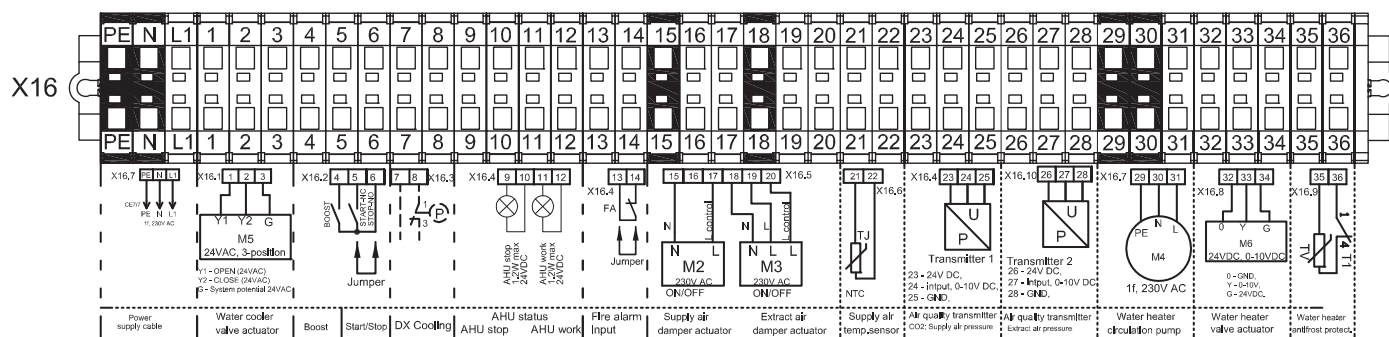 PE N L1 1 2 3 4 5 6 7 8 9 10 11 12 13 14 15 16 17 18 19 20 21 22 23 24 25 26 27 28 29 30 31 32 33 34 35 36
X16
PE N L1 1 2 3 4 5 6 7 8 9 10 11 12 13 14 15 16 17 18 19 20 21 22 23 24 25 26 27 28 29 30 31 32 33 34 35 36
X16.7 PE N L1
CE7/7
PE N L1
1f, 230V AC
Power
supply cable
X16.1 1 2 3
Y1 Y2 G
M5
24VAC, 3-position
Y1 - OPEN (24VAC)
Y2 - CLOSE (24VAC)
G - System potential 24VAC
Water cooler
valve actuator
X16.2 4 5 6
BOOST
START-NC
STOP-NO
Jumper
Boost
Start/Stop
7 8 X16.3
1
3
P
DX Cooling
X16.4 9 10 11 12
AHU stop
1,2W max
24VDC
AHU work
1,2W max
24VDC
AHU status
AHU stop AHU work
13 14
X16.4
FA
Jumper
Fire alarm
Input
15 16 17 18 19 20 X16.5
N
L control
N L
M2
230V AC
ON/OFF
Supply air
damper actuator
N
L
L control
N L L
M3
230V AC
ON/OFF
Extract air
damper actuator
21 22
X16.6
TJ
NTC
Supply air
temp.sensor
X16.4 23 24 25
U
P
Transmitter 1
23 - 24V DC,
24 - intput, 0-10V DC,
25 - GND,
Air quality transmitter
CO2; Supply air pressure
X16.10 26 27 28
U
P
Transmitter 2
26 - 24V DC,
27 - Intput, 0-10V DC
28 - GND,
Air quality transmitter
Extract air pressure
X16.7 29 30 31
PE N L
M4
1f, 230V AC
Water heater
circulation pump
32 33 34
X16.8
0 Y G
M6
24VDC, 0-10VDC
0 - GND,
Y - 0-10V,
G - 24VDC,
Water heater
valve actuator
35 36
X16.9
1
4
TV
T1
Water heater
antifrost protect.